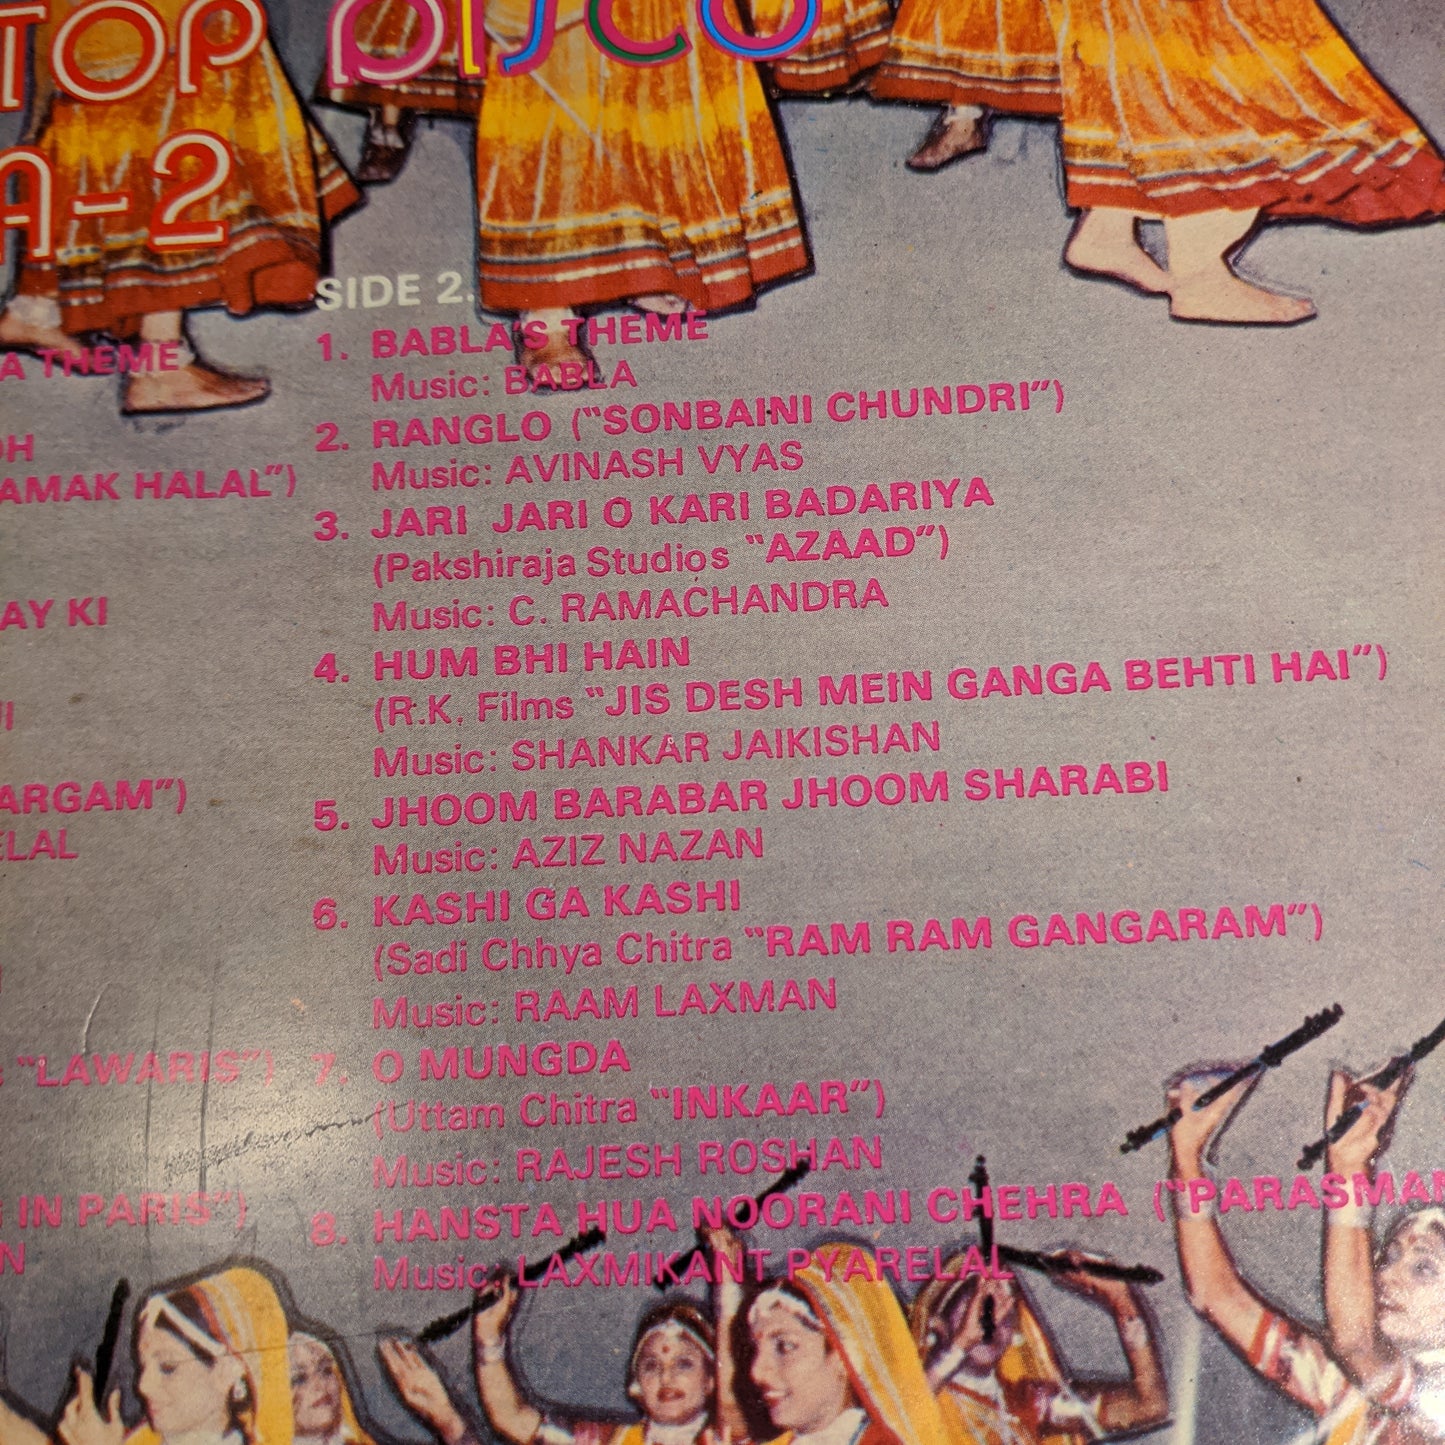 TOP DISCO
A-2
A THEME
OH
AMAK HALAL")
AY KI
ARGAM")
ELAL
"LAWARIS")
IN PARIS")
N
SIDE 2.
1. BABLA'S THEME
Music: BABLA
2. RANGLO ("SONBAINI CHUNDRI")
Music: AVINASH VYAS
3. JARI JARI O KARI BADARIYA
(Pakshiraja Studios "AZAAD")
Music: C. RAMACHANDRA
4. HUM BHI HAIN
(R.K. Films "JIS DESH MEIN GANGA BEHTI HAI")
Music: SHANKAR JAIKISHAN
5. JHOOM BARABAR JHOOM SHARABI
Music: AZIZ NAZAN
6. KASHI GA KASHI
(Sadi Chhya Chitra "RAM RAM GANGARAM")
Music: RAAM LAXMAN
7. O MUNGDA
(Uttam Chitra "INKAAR")
Music: RAJESH ROSHAN
8. HANSTA HUA NOORANI CHEHRA ("PARASMAN
Music: LAXMIKANT PYARELAL